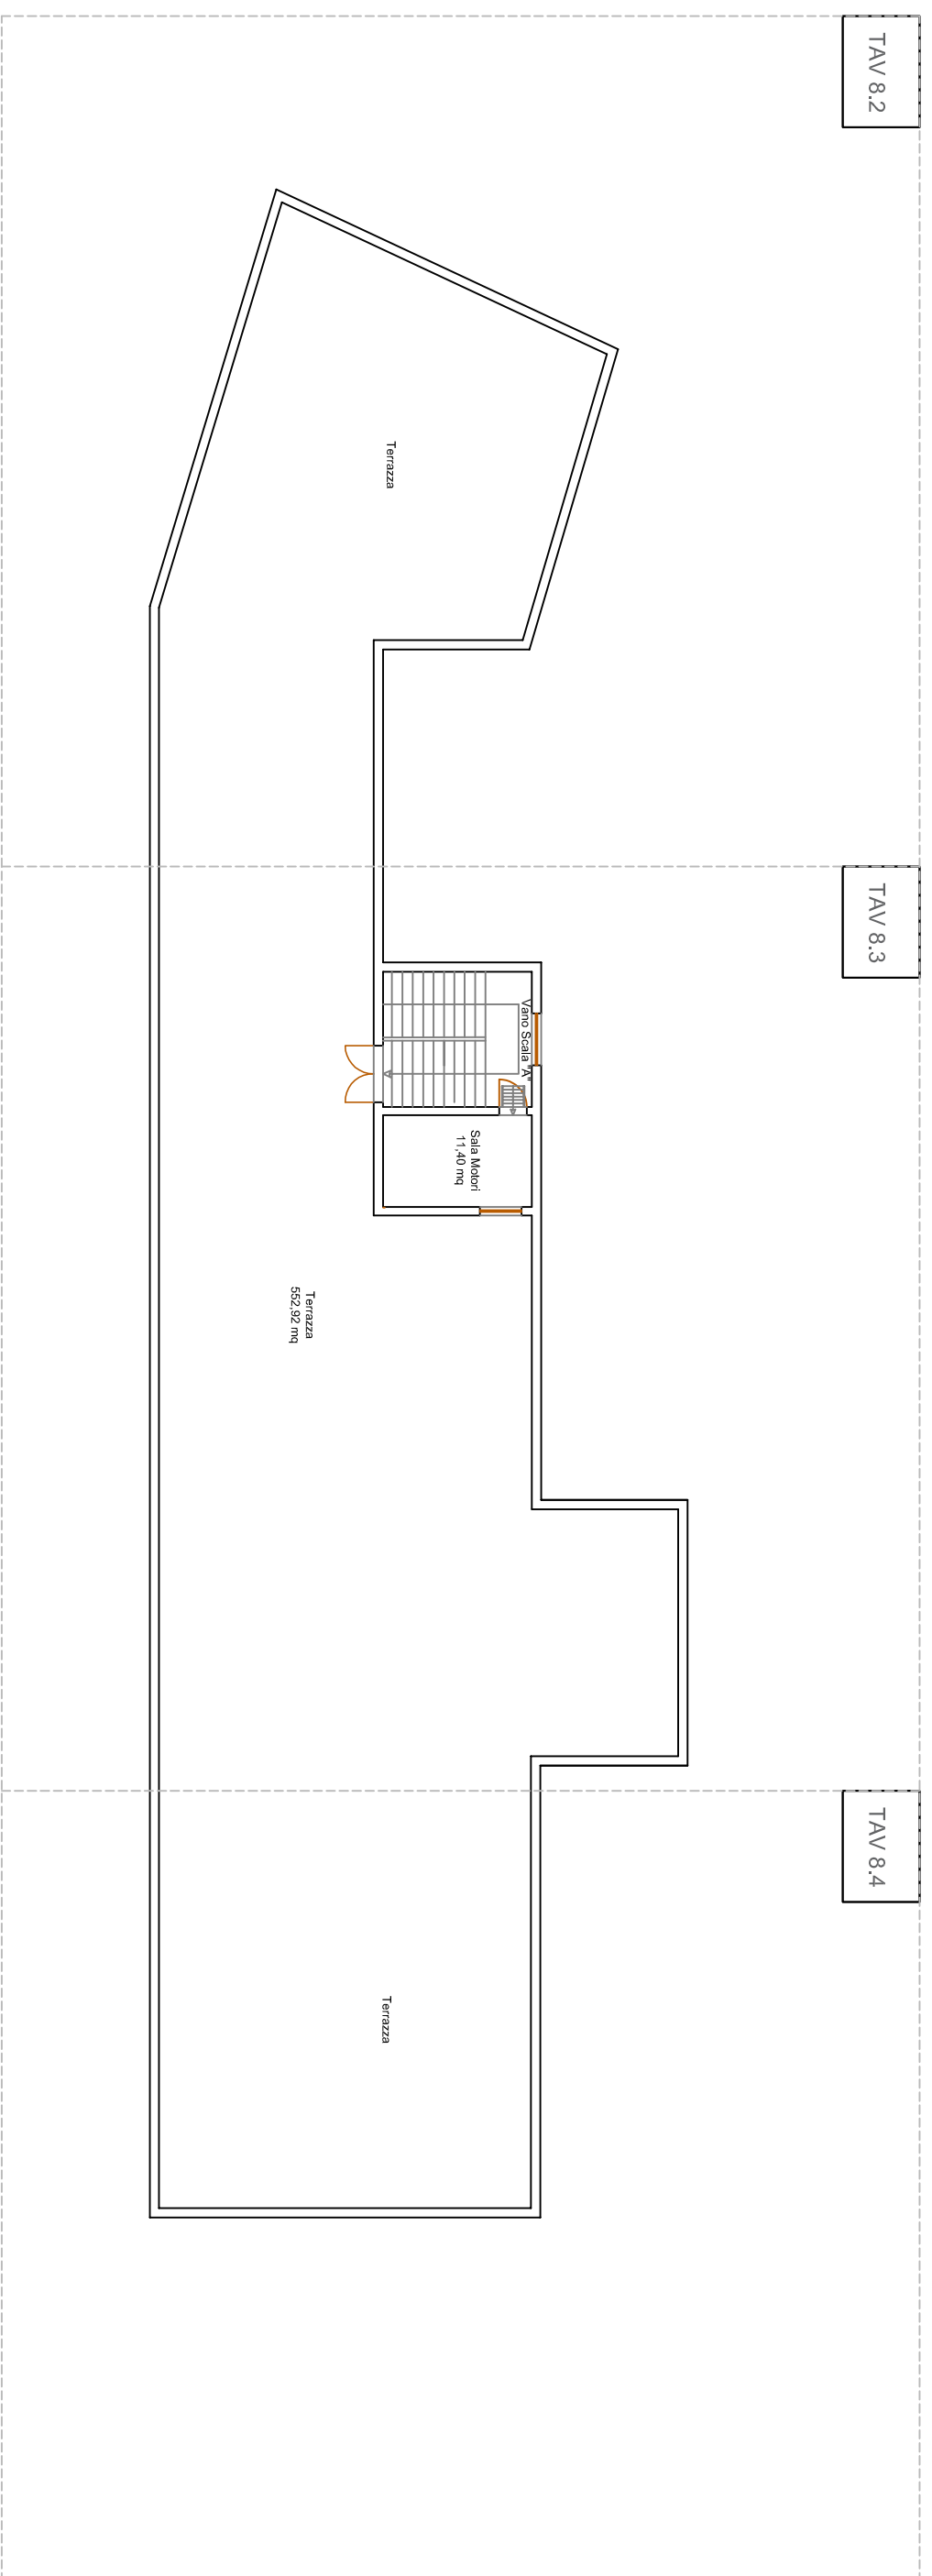 TAV 8.2
TAV 8.3
TAV 8.4
Terrazza
Vano Scala "A"
Sala Motori
11,40 mq
Terrazza
552,92 mq
Terrazza